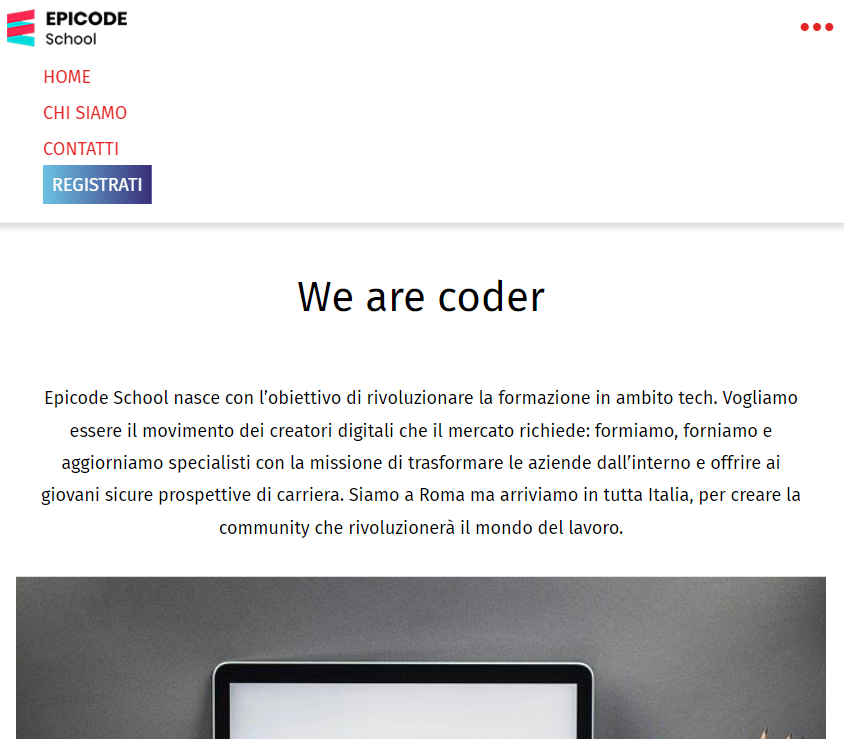 EPICODE
School
HOME
CHI SIAMO
CONTATTI
REGISTRATI
We are coder
Epicode School nasce con l’obiettivo di rivoluzionare la formazione in ambito tech. Vogliamo
essere il movimento dei creatori digitali che il mercato richiede: formiamo, forniamo e
aggiorniamo specialisti con la missione di trasformare le aziende dall’interno e offrire ai
giovani sicure prospettive di carriera. Siamo a Roma ma arriviamo in tutta Italia, per creare la
community che rivoluzionerà il mondo del lavoro.